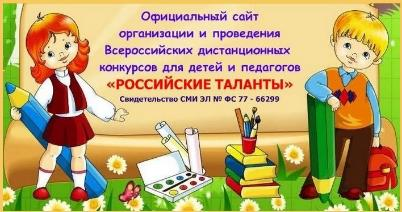 Официальный сайт
организации и проведения
Всероссийских дистанционных
конкурсов для детей и педагогов
«РОССИЙСКИЕ ТАЛАНТЫ»
Свидетельство СМИ ЭЛ № ФС 77 - 66299